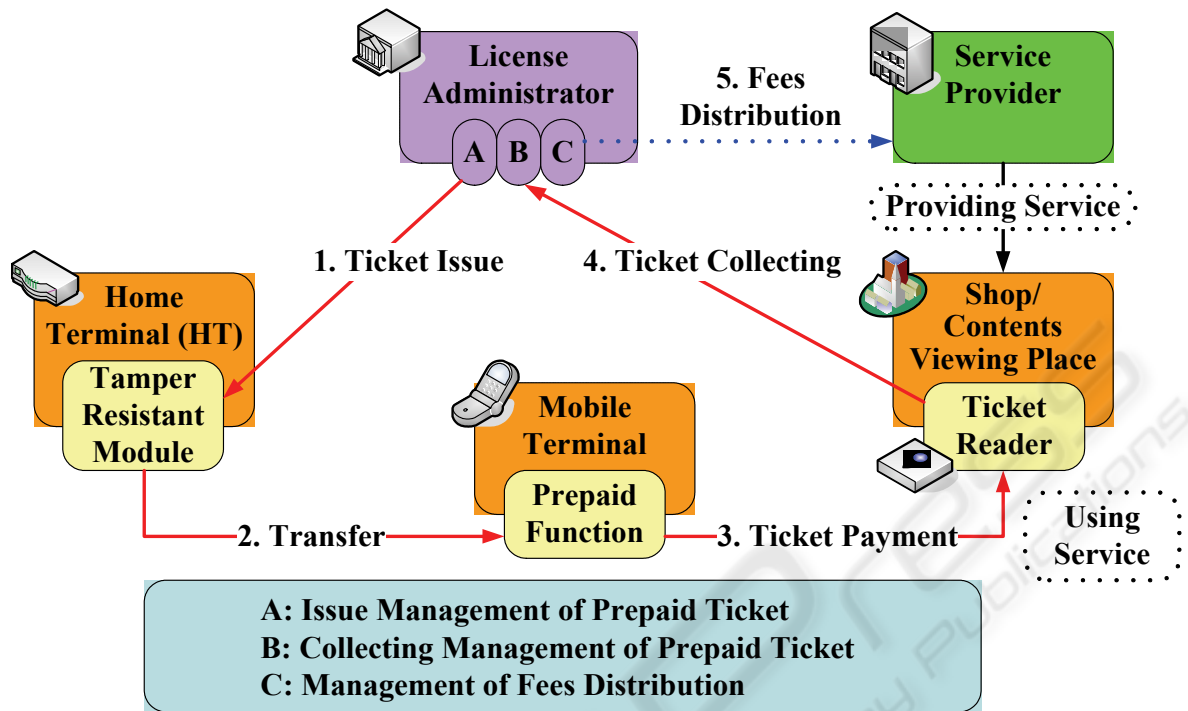 License
Administrator
A B C
5. Fees
Distribution
Service
Provider
Providing Service
1. Ticket Issue
4. Ticket Collecting
Home
Terminal (HT)
Tamper
Resistant
Module
Mobile
Terminal
Prepaid
Function
Shop/
Contents
Viewing Place
Ticket
Reader
2. Transfer
3. Ticket Payment
Using
Service
A: Issue Management of Prepaid Ticket
B: Collecting Management of Prepaid Ticket
C: Management of Fees Distribution